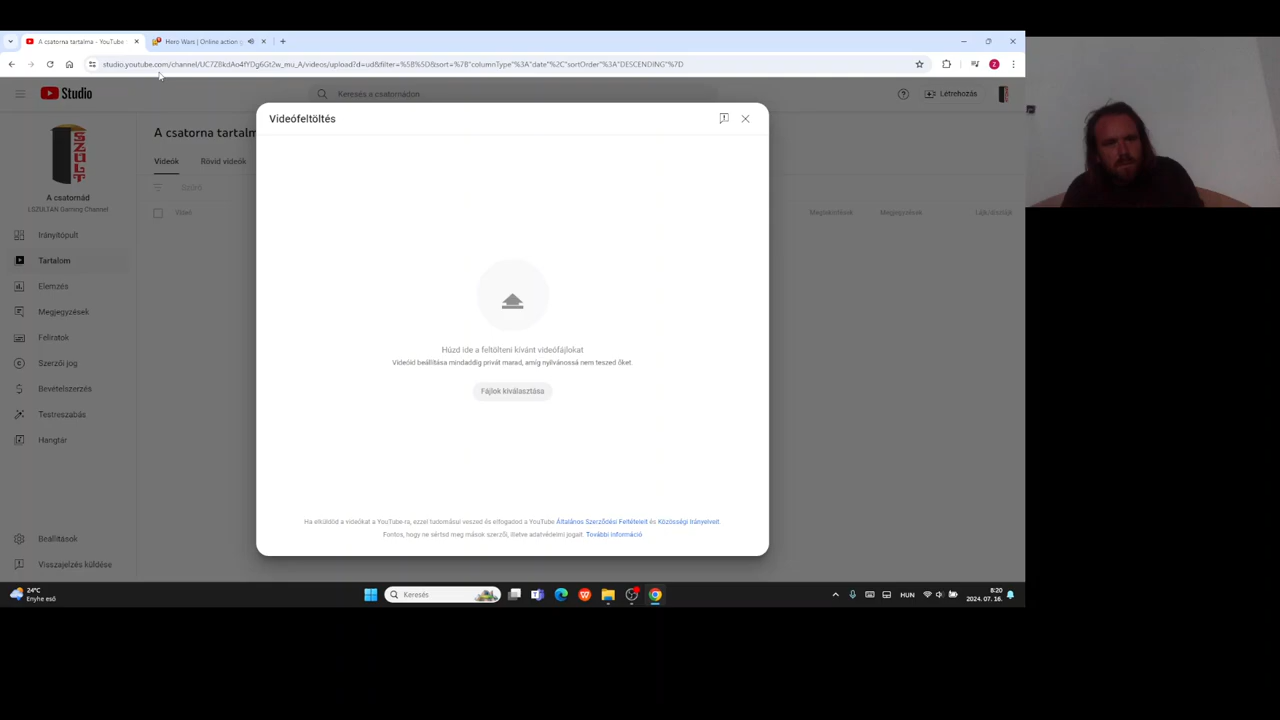 A csatorna tartalma - YouTube
Hero Wars | Online action
studio.youtube.com/channel/UC7ZBkdAo4fYDg6Gt2w_mu_A/videos/upload?d=ud&filter=%5B%5D&sort=%7B"columnType"%3A"date"%2C"sortOrder"%3A"DESCENDING"%7D
Z
Studio
Keresés a csatornádon
Létrehozás
A csatorna tartalm
Videók
Rövid videók
Szűrő
Videó
Megjegyzések
Videófeltöltés
Húzd ide a feltölteni kívánt videófájlokat
Videóid beállítása mindaddig privát marad, amíg nyilvánossá nem teszed őket.
Fájlok kiválasztása
Ha elküldöd a videókat a YouTube-ra, ezzel tudomásul veszed és elfogadod a YouTube Általános Szerződési Feltételeit és Közösségi Irányelveit.
Fontos, hogy ne sértsd meg mások szerzői, illetve adatvédelmi jogait. További információ
SZULT
A csatornád
LSZULTAN Gaming Channel
Irányítópult
Tartalom
Elemzés
Megjegyzések
Feliratok
Szerzői jog
Bevételszerzés
Testreszabás
Hangtár
Beállítások
Visszajelzés küldése
24°C
Enyhe eső
Keresés
HUN
8:20
2024. 07. 16.